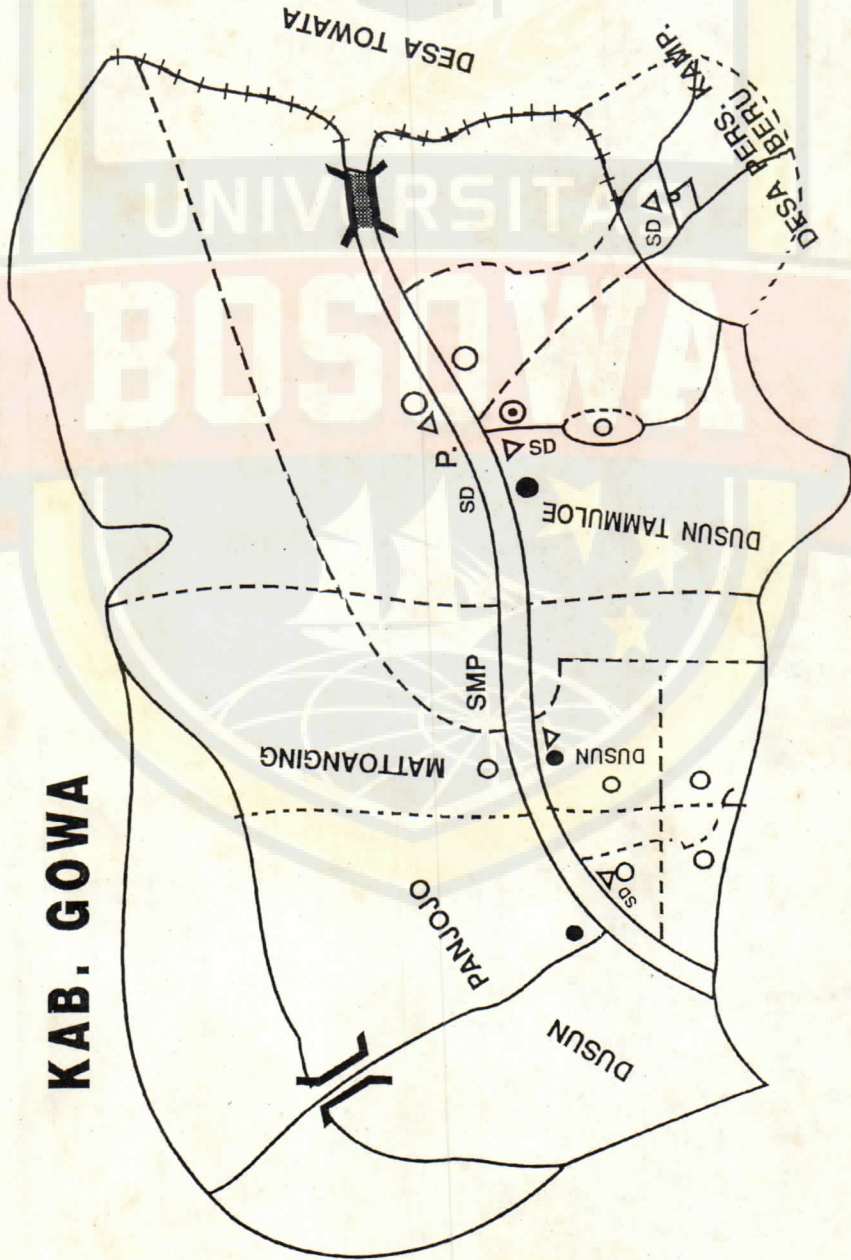 KAB. GOWA
DESA TOWATA
DESA PERS. KAMP.
BERU
SD
P.
SD
SD
DUSUN TAMMULOE
SMP
MATTOANGING
DUSUN
PANJOJO
SD
DUSUN
UNIVERSITAS
BOSOWA